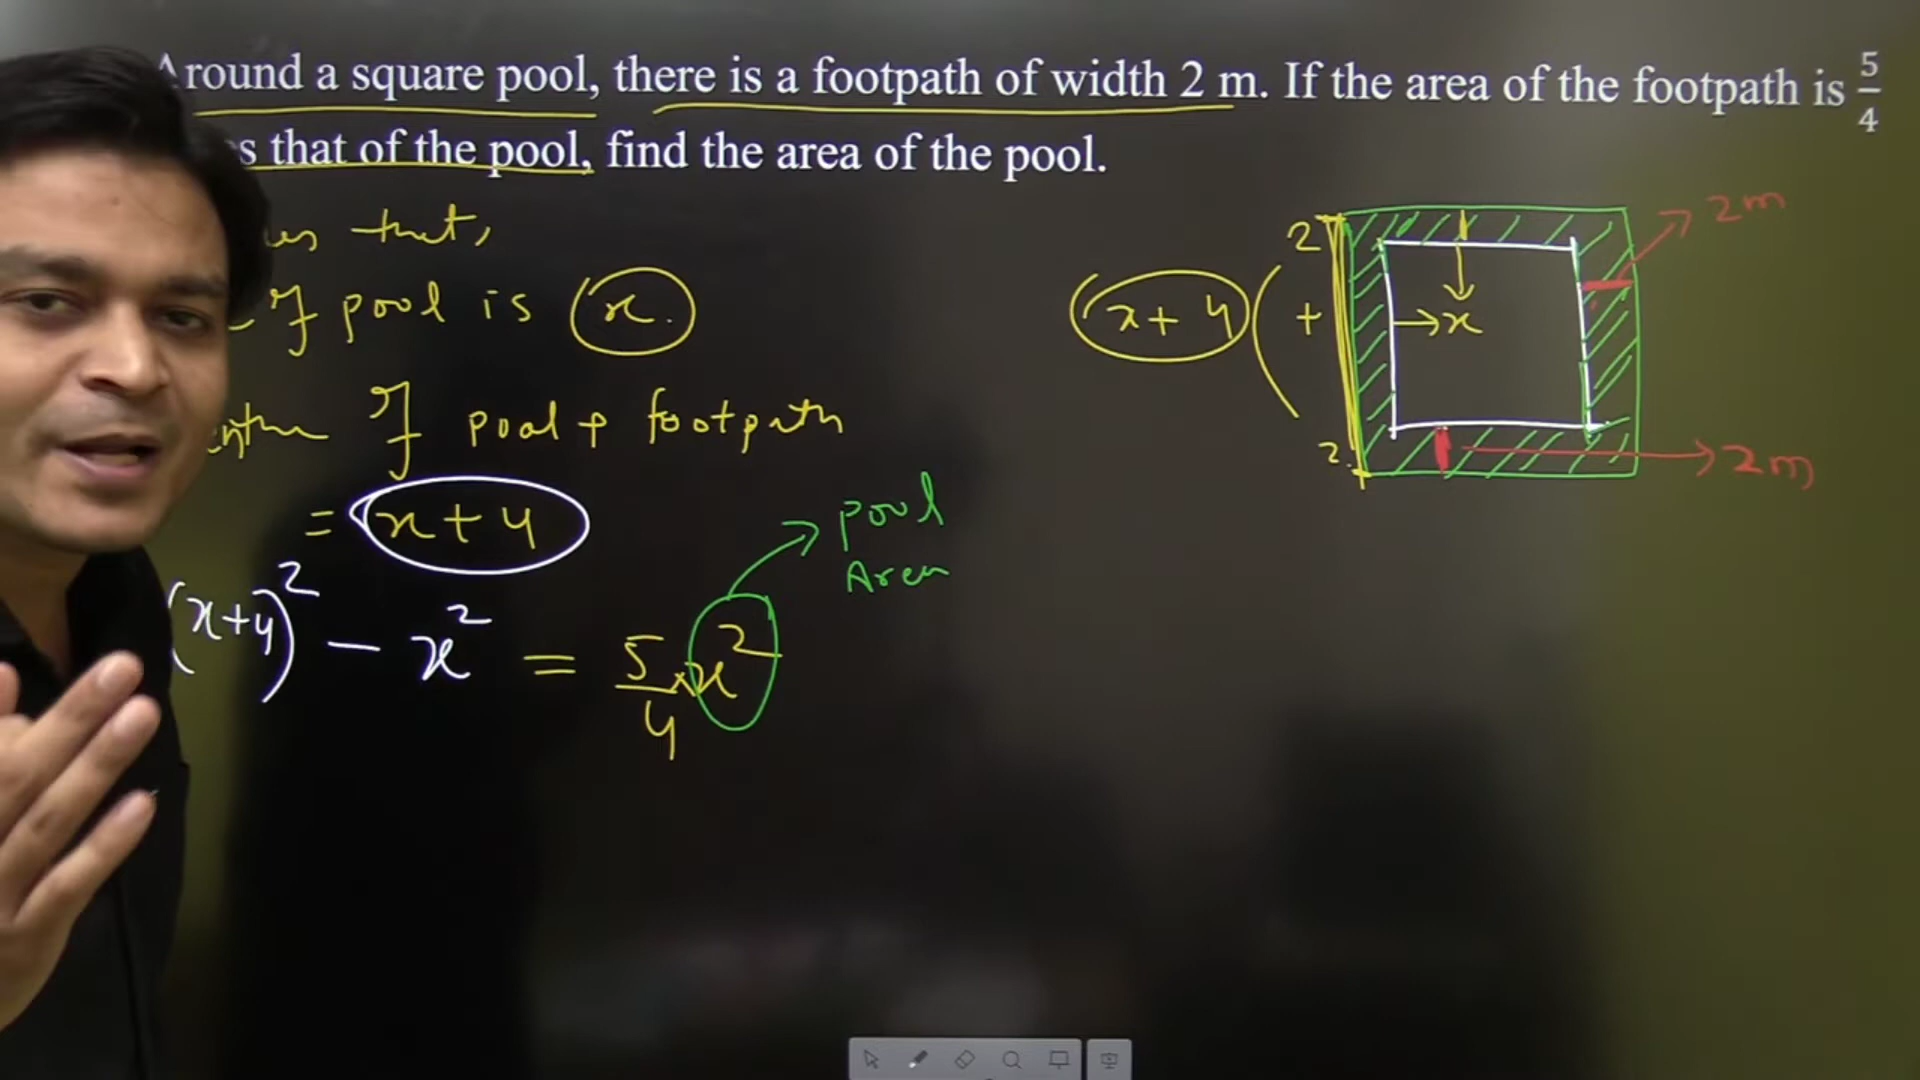 Around a square pool, there is a footpath of width 2 m. If the area of the footpath is 5/4
that of the pool, find the area of the pool.
that,
of pool is x.
of pool + footpath
= x+4
(x+4)² - x² = 5/4 × x²
pool
Area
x+4
2
+
2.
x
2m
2m